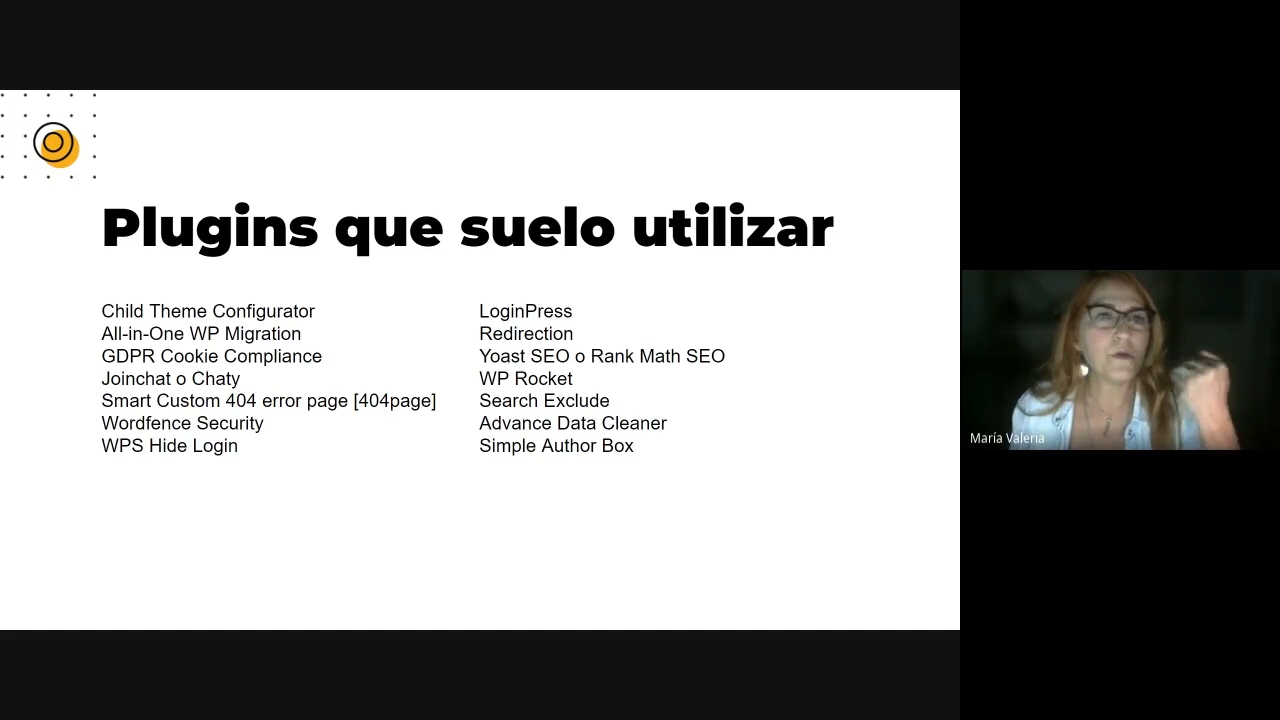 Plugins que suelo utilizar
Child Theme Configurator
All-in-One WP Migration
GDPR Cookie Compliance
Joinchat o Chaty
Smart Custom 404 error page [404page]
Wordfence Security
WPS Hide Login
LoginPress
Redirection
Yoast SEO o Rank Math SEO
WP Rocket
Search Exclude
Advance Data Cleaner
Simple Author Box
María Valeria